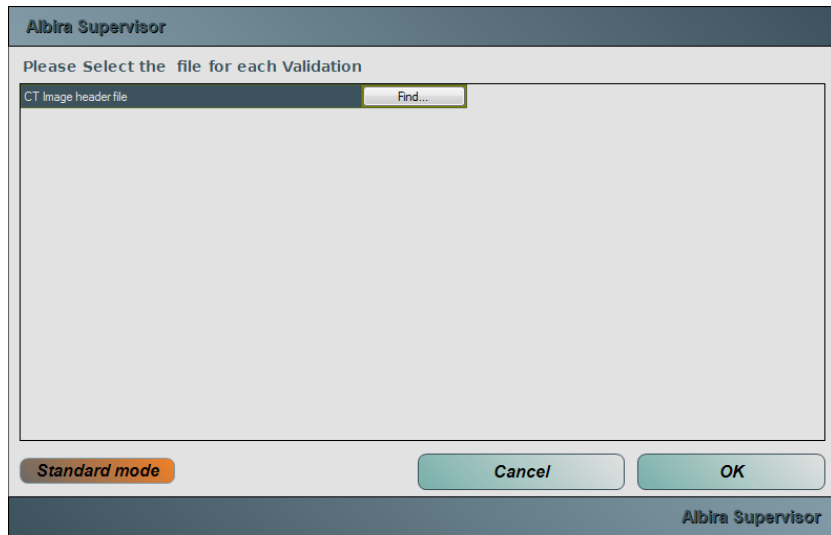 Albira Supervisor
Please Select the file for each Validation
CT Image header file Find...
Standard mode Cancel OK
Albira Supervisor